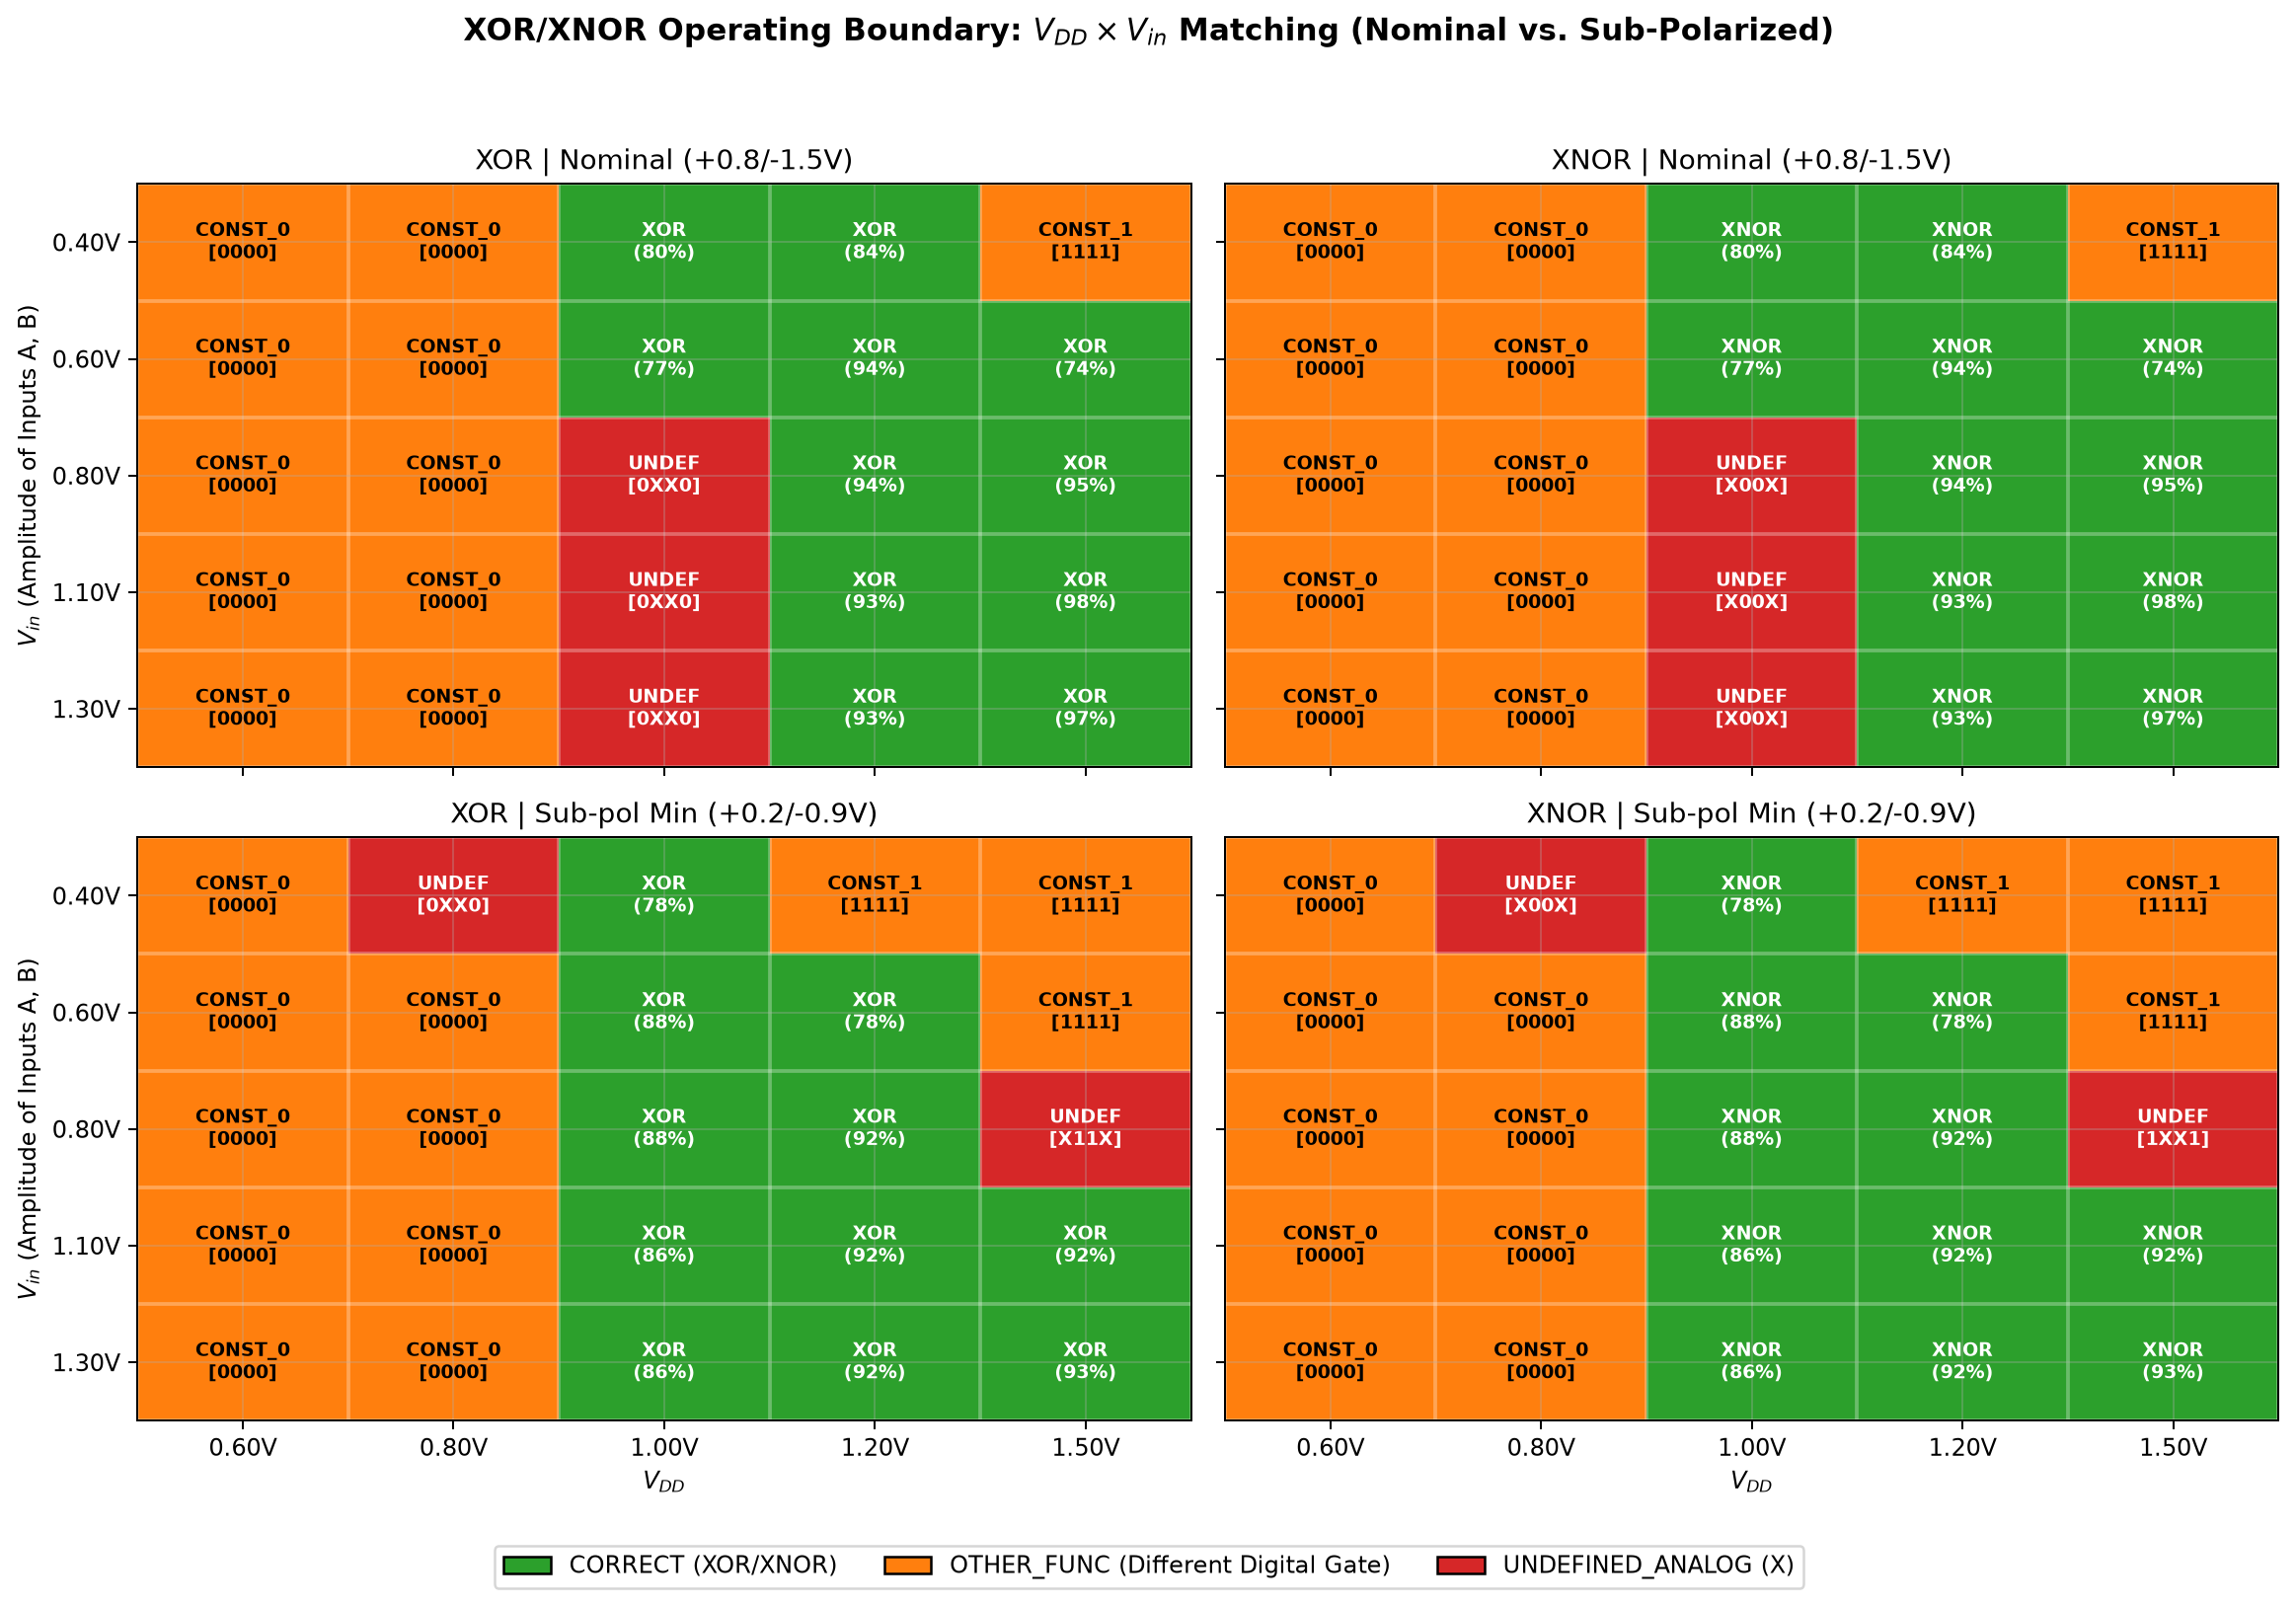 XOR/XNOR Operating Boundary: V_DD × V_in Matching (Nominal vs. Sub-Polarized)
XOR | Nominal (+0.8/-1.5V)
V_in (Amplitude of Inputs A, B)
0.40V
CONST_0 CONST_0 XOR XOR CONST_1
[0000] [0000] (80%) (84%) [1111]
0.60V
CONST_0 CONST_0 XOR XOR XOR
[0000] [0000] (77%) (94%) (74%)
0.80V
CONST_0 CONST_0 UNDEF XOR XOR
[0000] [0000] [0XX0] (94%) (95%)
1.10V
CONST_0 CONST_0 UNDEF XOR XOR
[0000] [0000] [0XX0] (93%) (98%)
1.30V
CONST_0 CONST_0 UNDEF XOR XOR
[0000] [0000] [0XX0] (93%) (97%)
XNOR | Nominal (+0.8/-1.5V)
CONST_0 CONST_0 XNOR XNOR CONST_1
[0000] [0000] (80%) (84%) [1111]
CONST_0 CONST_0 XNOR XNOR XNOR
[0000] [0000] (77%) (94%) (74%)
CONST_0 CONST_0 UNDEF XNOR XNOR
[0000] [0000] [X00X] (94%) (95%)
CONST_0 CONST_0 UNDEF XNOR XNOR
[0000] [0000] [X00X] (93%) (98%)
CONST_0 CONST_0 UNDEF XNOR XNOR
[0000] [0000] [X00X] (93%) (97%)
XOR | Sub-pol Min (+0.2/-0.9V)
V_in (Amplitude of Inputs A, B)
0.40V
CONST_0 UNDEF XOR CONST_1 CONST_1
[0000] [0XX0] (78%) [1111] [1111]
0.60V
CONST_0 CONST_0 XOR XOR CONST_1
[0000] [0000] (88%) (78%) [1111]
0.80V
CONST_0 CONST_0 XOR XOR UNDEF
[0000] [0000] (88%) (92%) [X11X]
1.10V
CONST_0 CONST_0 XOR XOR XOR
[0000] [0000] (86%) (92%) (92%)
1.30V
CONST_0 CONST_0 XOR XOR XOR
[0000] [0000] (86%) (92%) (93%)
0.60V 0.80V 1.00V 1.20V 1.50V
V_DD
XNOR | Sub-pol Min (+0.2/-0.9V)
CONST_0 UNDEF XNOR CONST_1 CONST_1
[0000] [X00X] (78%) [1111] [1111]
CONST_0 CONST_0 XNOR XNOR CONST_1
[0000] [0000] (88%) (78%) [1111]
CONST_0 CONST_0 XNOR XNOR UNDEF
[0000] [0000] (88%) (92%) [1XX1]
CONST_0 CONST_0 XNOR XNOR XNOR
[0000] [0000] (86%) (92%) (92%)
CONST_0 CONST_0 XNOR XNOR XNOR
[0000] [0000] (86%) (92%) (93%)
0.60V 0.80V 1.00V 1.20V 1.50V
V_DD
CORRECT (XOR/XNOR) OTHER_FUNC (Different Digital Gate) UNDEFINED_ANALOG (X)